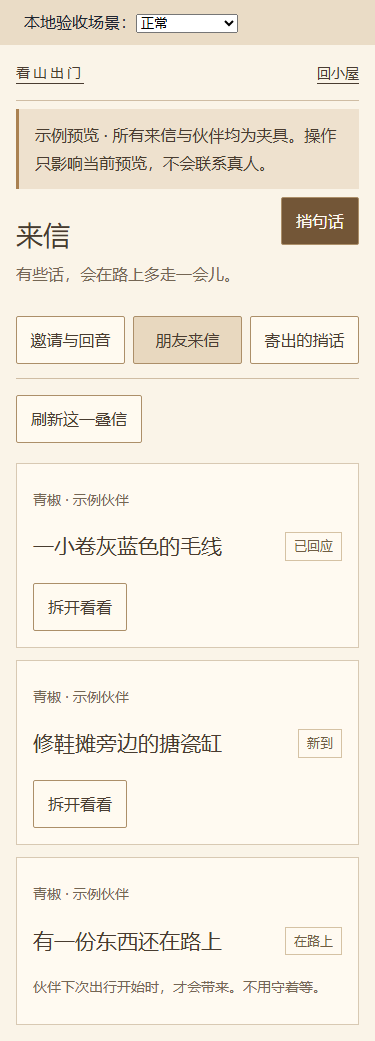 本地验收场景：正常
看山出门
回小屋
示例预览 · 所有来信与伙伴均为夹具。操作
只影响当前预览，不会联系真人。
来信
捎句话
有些话，会在路上多走一会儿。
邀请与回音
朋友来信
寄出的捎话
刷新这一叠信
青椒 · 示例伙伴
一小卷灰蓝色的毛线
已回应
拆开看看
青椒 · 示例伙伴
修鞋摊旁边的搪瓷缸
新到
拆开看看
青椒 · 示例伙伴
有一份东西还在路上
在路上
伙伴下次出行开始时，才会带来。不用守着等。